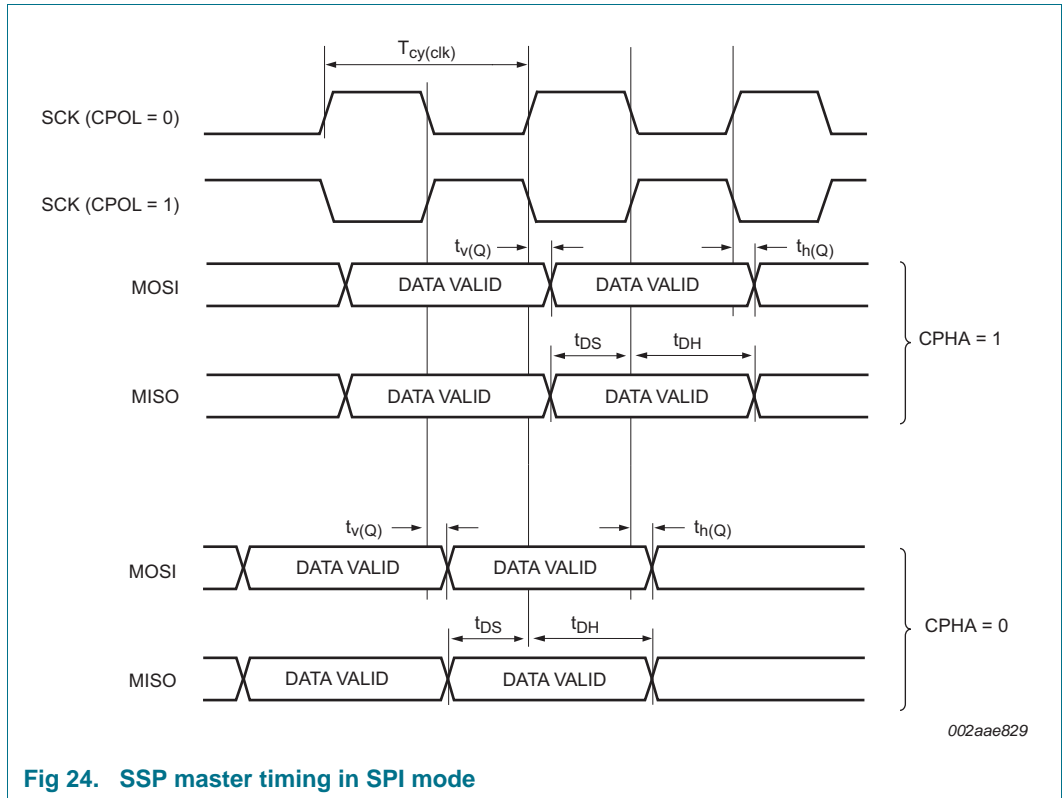 Tcy(clk)
SCK (CPOL = 0)
SCK (CPOL = 1)
tv(Q) th(Q)
MOSI DATA VALID DATA VALID
tDS tDH
MISO DATA VALID DATA VALID
CPHA = 1
tv(Q) th(Q)
MOSI DATA VALID DATA VALID
tDS tDH
MISO DATA VALID DATA VALID
CPHA = 0
002aae829
Fig 24. SSP master timing in SPI mode